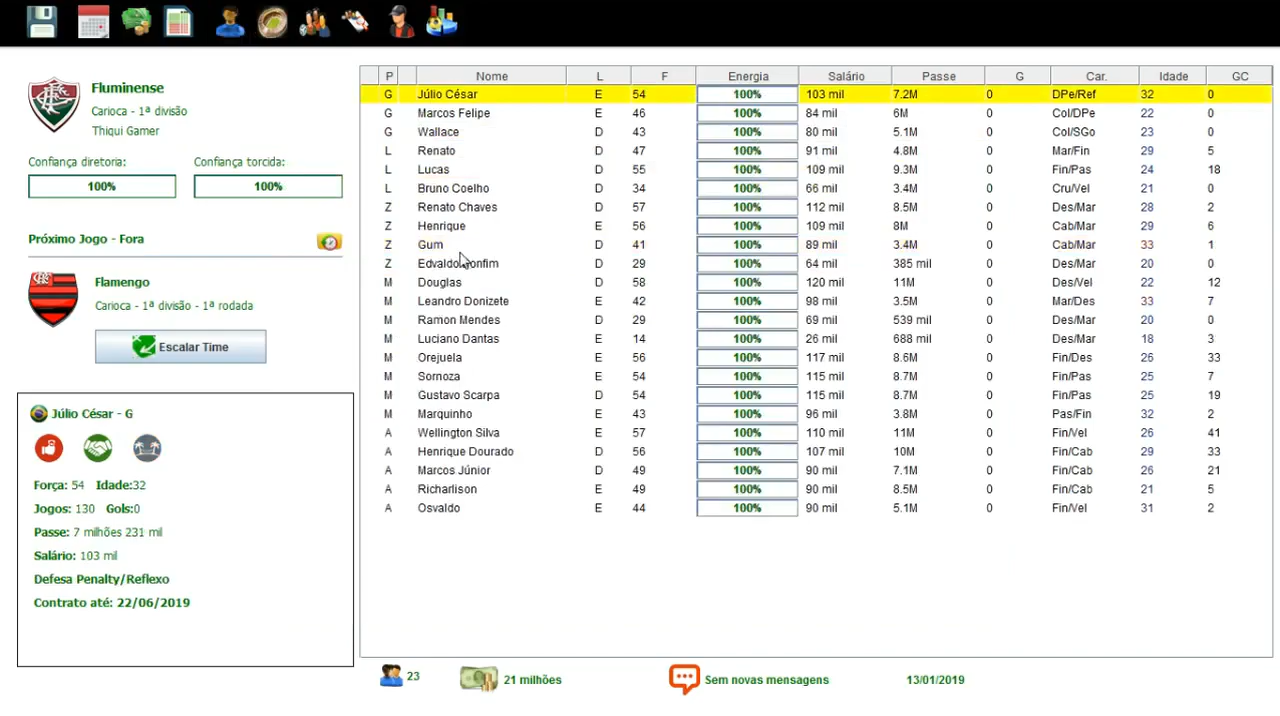 Fluminense
Carioca - 1ª divisão
Thiqui Gamer
Confiança diretoria: Confiança torcida:
100% 100%
Próximo Jogo - Fora
Flamengo
Carioca - 1ª divisão - 1ª rodada
Escalar Time
Júlio César - G
Força: 54 Idade:32
Jogos: 130 Gols:0
Passe: 7 milhões 231 mil
Salário: 103 mil
Defesa Penalty/Reflexo
Contrato até: 22/06/2019
P Nome L F Energia Salário Passe G Car. Idade GC
G Júlio César E 54 100% 103 mil 7.2M 0 DPe/Ref 32 0
G Marcos Felipe E 46 100% 84 mil 6M 0 Col/DPe 22 0
G Wallace D 43 100% 80 mil 5.1M 0 Col/SGo 23 0
L Renato D 47 100% 91 mil 4.8M 0 Mar/Fin 29 5
L Lucas D 55 100% 109 mil 9.3M 0 Fin/Pas 24 18
L Bruno Coelho D 34 100% 66 mil 3.4M 0 Cru/Vel 21 0
Z Renato Chaves D 57 100% 112 mil 8.5M 0 Des/Mar 28 2
Z Henrique E 56 100% 109 mil 8M 0 Cab/Mar 29 6
Z Gum D 41 100% 89 mil 3.4M 0 Cab/Mar 33 1
Z Edvaldo Bonfim D 29 100% 64 mil 385 mil 0 Des/Mar 20 0
M Douglas D 58 100% 120 mil 11M 0 Des/Vel 22 12
M Leandro Donizete E 42 100% 98 mil 3.5M 0 Mar/Des 33 7
M Ramon Mendes D 29 100% 69 mil 539 mil 0 Des/Mar 20 0
M Luciano Dantas E 14 100% 26 mil 688 mil 0 Des/Mar 18 3
M Orejuela E 56 100% 117 mil 8.6M 0 Fin/Des 26 33
M Sornoza E 54 100% 115 mil 8.7M 0 Fin/Pas 25 7
M Gustavo Scarpa D 54 100% 115 mil 8.7M 0 Fin/Pas 25 19
M Marquinho E 43 100% 96 mil 3.8M 0 Pas/Fin 32 2
A Wellington Silva E 57 100% 110 mil 11M 0 Fin/Vel 26 41
A Henrique Dourado D 56 100% 107 mil 10M 0 Fin/Cab 29 33
A Marcos Júnior D 49 100% 90 mil 7.1M 0 Fin/Cab 26 21
A Richarlison E 49 100% 90 mil 8.5M 0 Fin/Cab 21 5
A Osvaldo E 44 100% 90 mil 5.1M 0 Fin/Vel 31 2
23 21 milhões Sem novas mensagens 13/01/2019